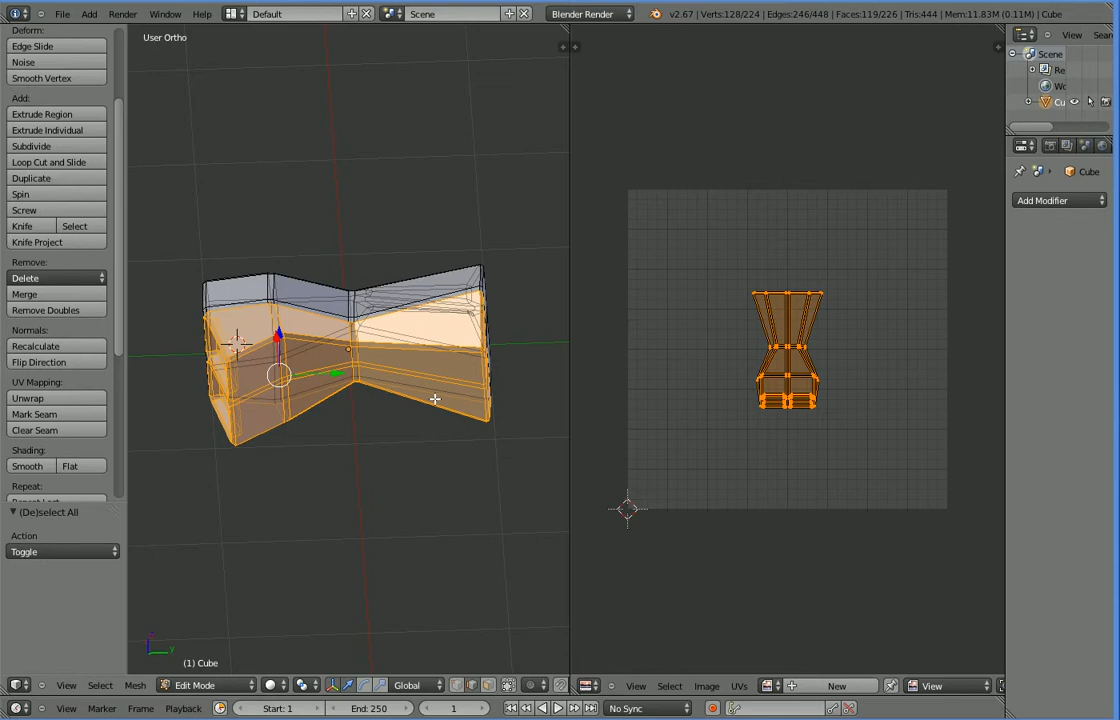 File Add Render Window Help Default Scene Blender Render v2.67 | Verts:128/224 | Edges:246/448 | Faces:119/226 | Tris:444 | Mem:11.83M (0.11M) | Cube
Deform:
Edge Slide
Noise
Smooth Vertex
Add:
Extrude Region
Extrude Individual
Subdivide
Loop Cut and Slide
Duplicate
Spin
Screw
Knife Select
Knife Project
Remove:
Delete
Merge
Remove Doubles
Normals:
Recalculate
Flip Direction
UV Mapping:
Unwrap
Mark Seam
Clear Seam
Shading:
Smooth Flat
Repeat:
(De)select All
Action
Toggle
User Ortho
z
y
(1) Cube
View Sear
Scene
Re
Wo
Cu
Cube
Add Modifier
View Select Mesh Edit Mode Global
View Select Image UVs New View
View Marker Frame Playback Start: 1 End: 250 1 No Sync